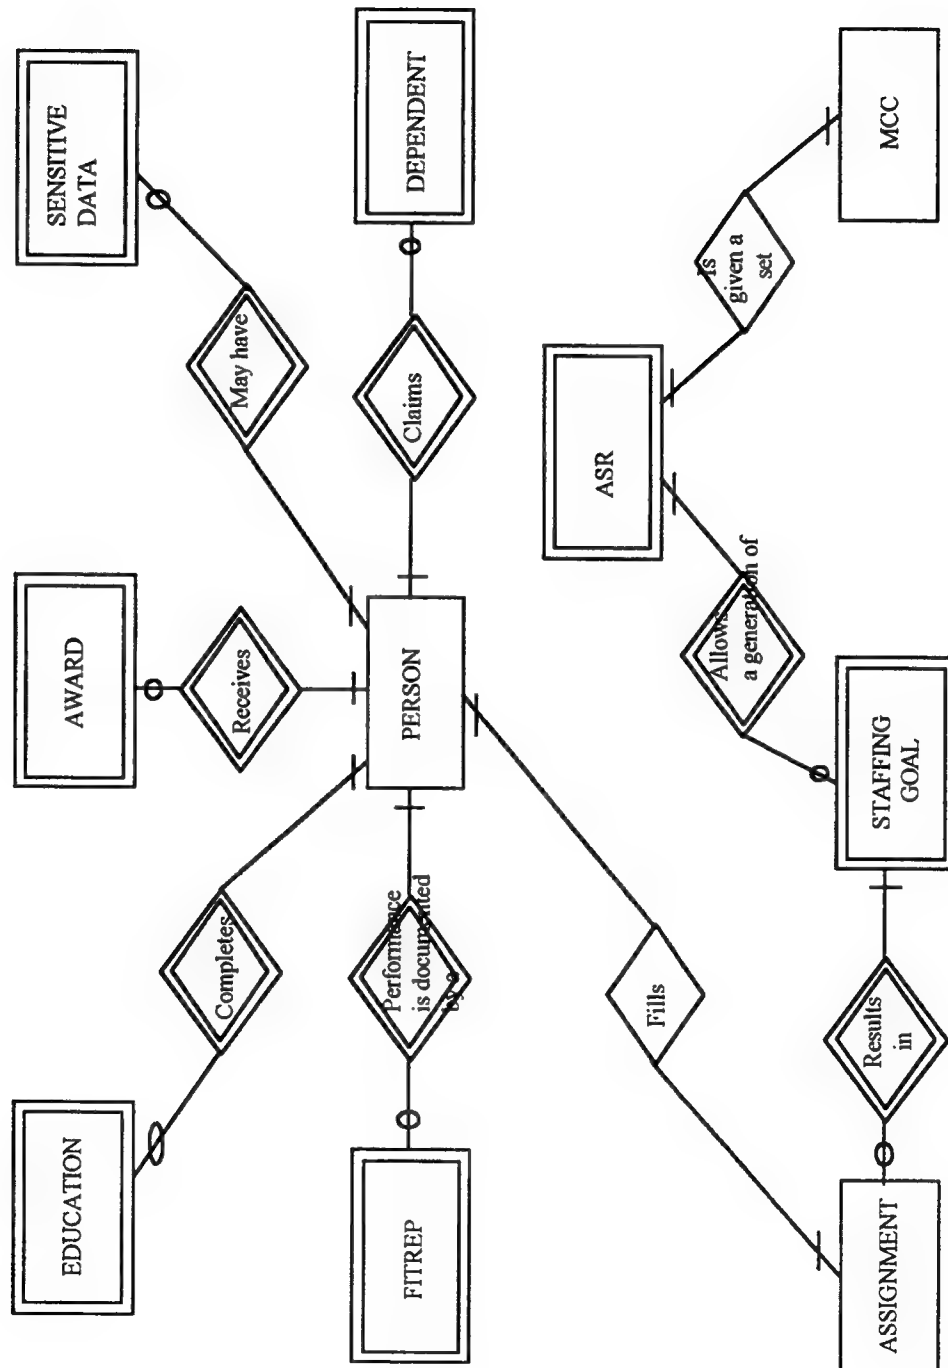 EDUCATION
AWARD
SENSITIVE
DATA
Completes
Receives
May have
FITREP
Performance
is documented
by a
PERSON
Claims
DEPENDENT
Fills
ASR
Is
given a
set
Allows
a generation of
ASSIGNMENT
Results
in
STAFFING
GOAL
MCC